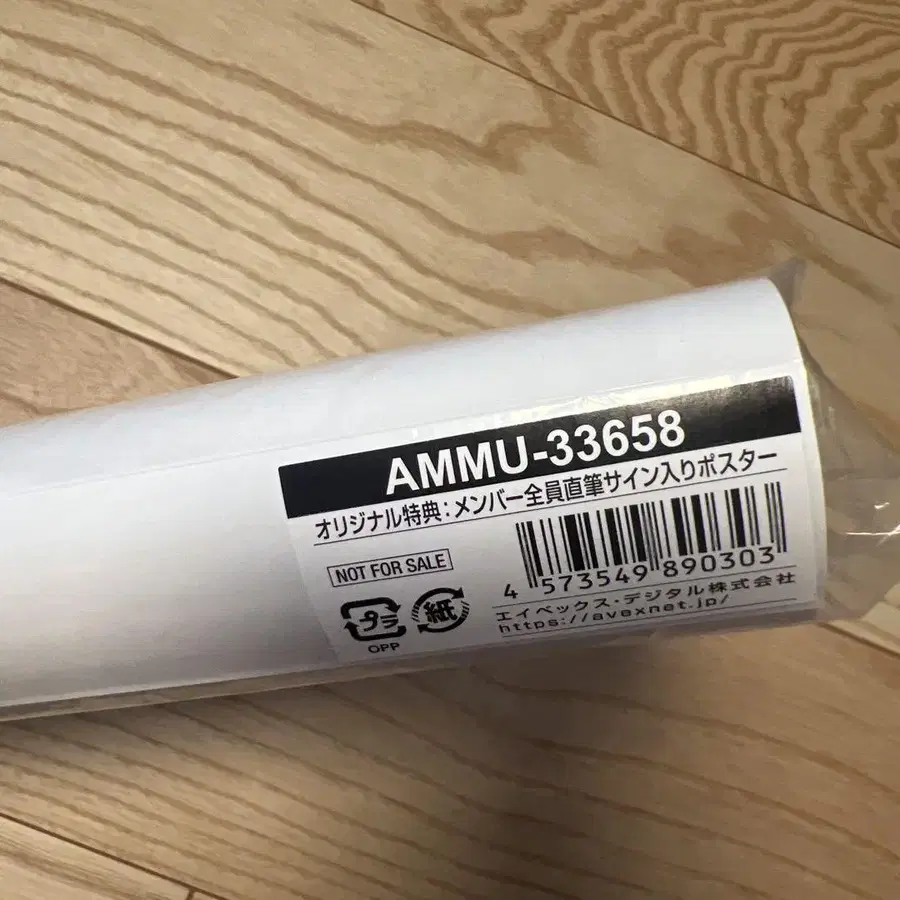 AMMU-33658
オリジナル特典：メンバー全員直筆サイン入りポスター
NOT FOR SALE
4 573549 890303
プラ
紙
OPP
エイベックス・デジタル株式会社
https://avexnet.jp/